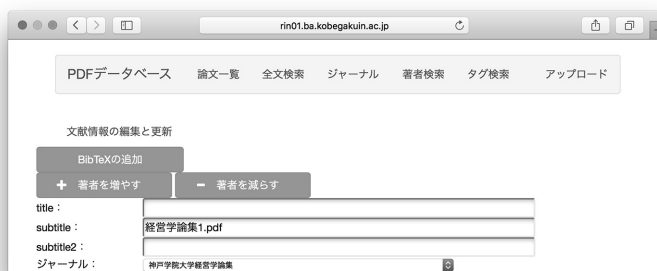 rin01.ba.kobegakuin.ac.jp
PDFデータベース 論文一覧 全文検索 ジャーナル 著者検索 タグ検索 アップロード
文献情報の編集と更新
BibTeXの追加
+ 著者を増やす − 著者を減らす
title：
subtitle： 経営学論集1.pdf
subtitle2：
ジャーナル： 神戸学院大学経営学論集